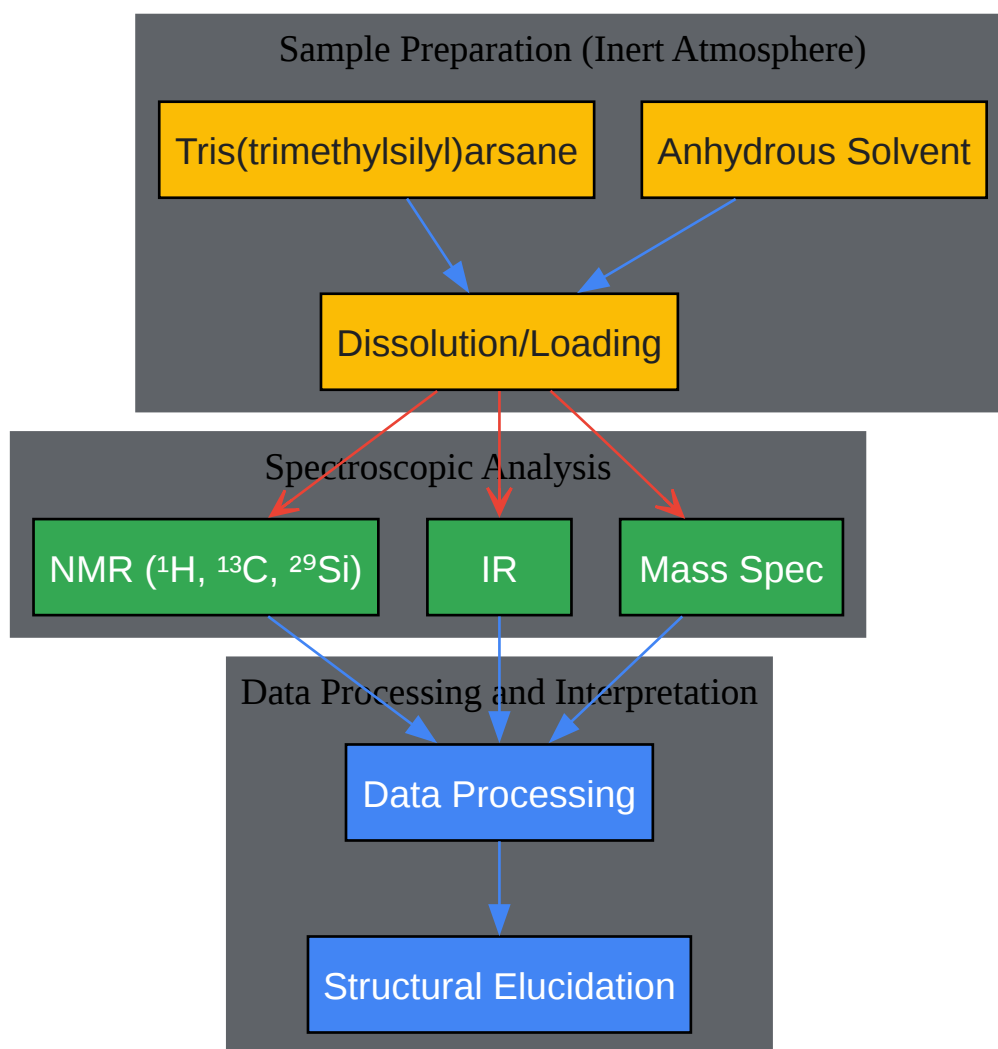 Sample Preparation (Inert Atmosphere)
Tris(trimethylsilyl)arsane
Anhydrous Solvent
Dissolution/Loading
Spectroscopic Analysis
NMR (¹H, ¹³C, ²⁹Si)
IR
Mass Spec
Data Processing and Interpretation
Data Processing
Structural Elucidation